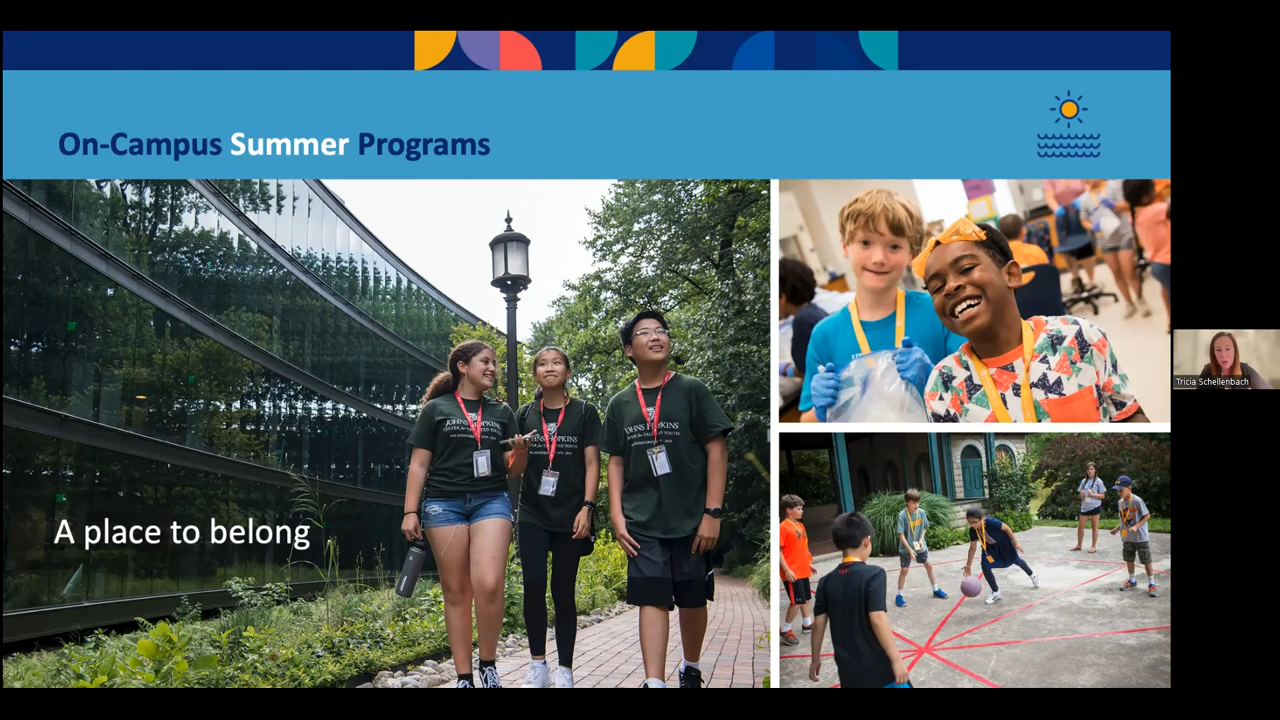 On-Campus Summer Programs
A place to belong
JOHNS HOPKINS
JOHNS HOPKINS
Tricia Schellenbach